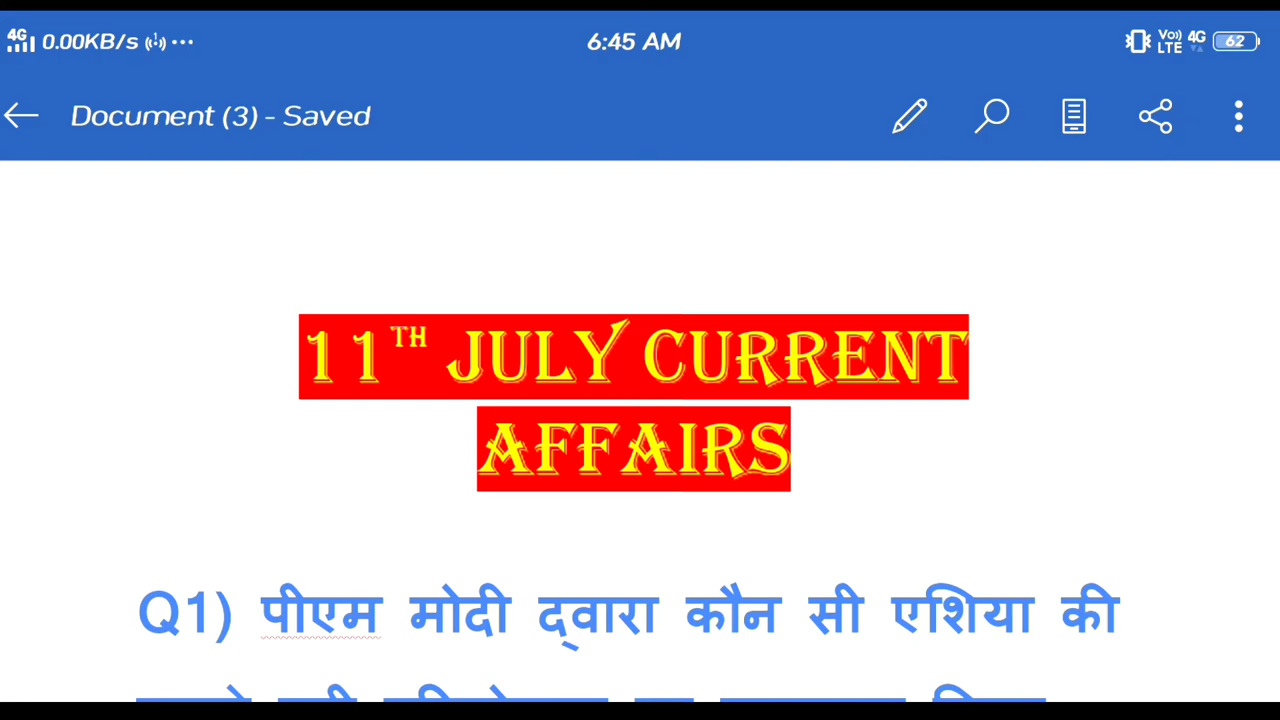 4G 0.00KB/s ... 6:45 AM Vo)) LTE 4G 62
Document (3) - Saved
11TH JULY CURRENT
AFFAIRS
Q1) पीएम मोदी द्वारा कौन सी एशिया की